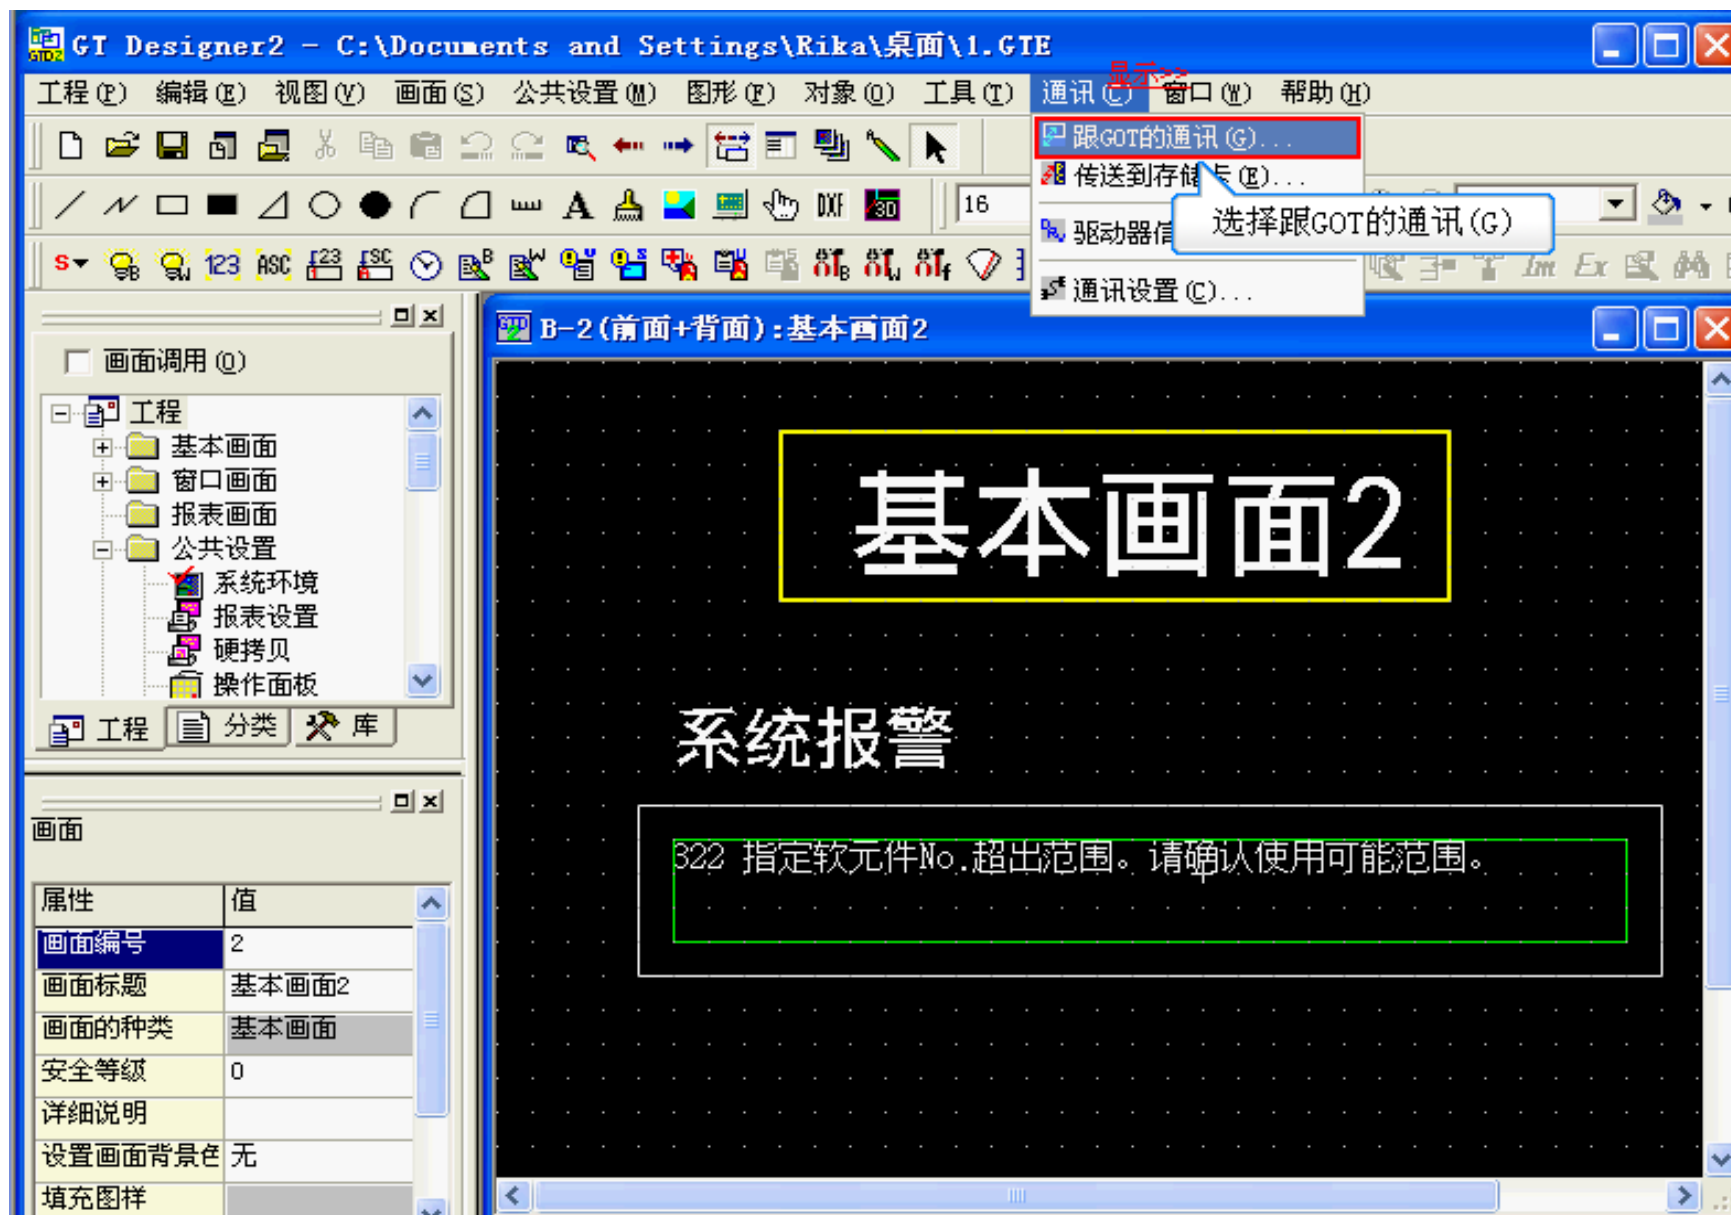 GT Designer2 - C:\Documents and Settings\Rika\桌面\1.GTE
显示>>
工程(P) 编辑(E) 视图(V) 画面(S) 公共设置(M) 图形(F) 对象(O) 工具(T) 通讯(C) 窗口(W) 帮助(H)
跟GOT的通讯(G)...
传送到存储卡(E)...
16
选择跟GOT的通讯(G)
驱动器信
通讯设置(C)...
B-2(前面+背面):基本画面2
画面调用(O)
工程
基本画面
窗口画面
报表画面
公共设置
系统环境
报表设置
硬拷贝
操作面板
工程 分类 库
基本画面2
系统报警
322 指定软元件No.超出范围。请确认使用可能范围。
画面
属性 值
画面编号 2
画面标题 基本画面2
画面的种类 基本画面
安全等级 0
详细说明
设置画面背景色 无
填充图样